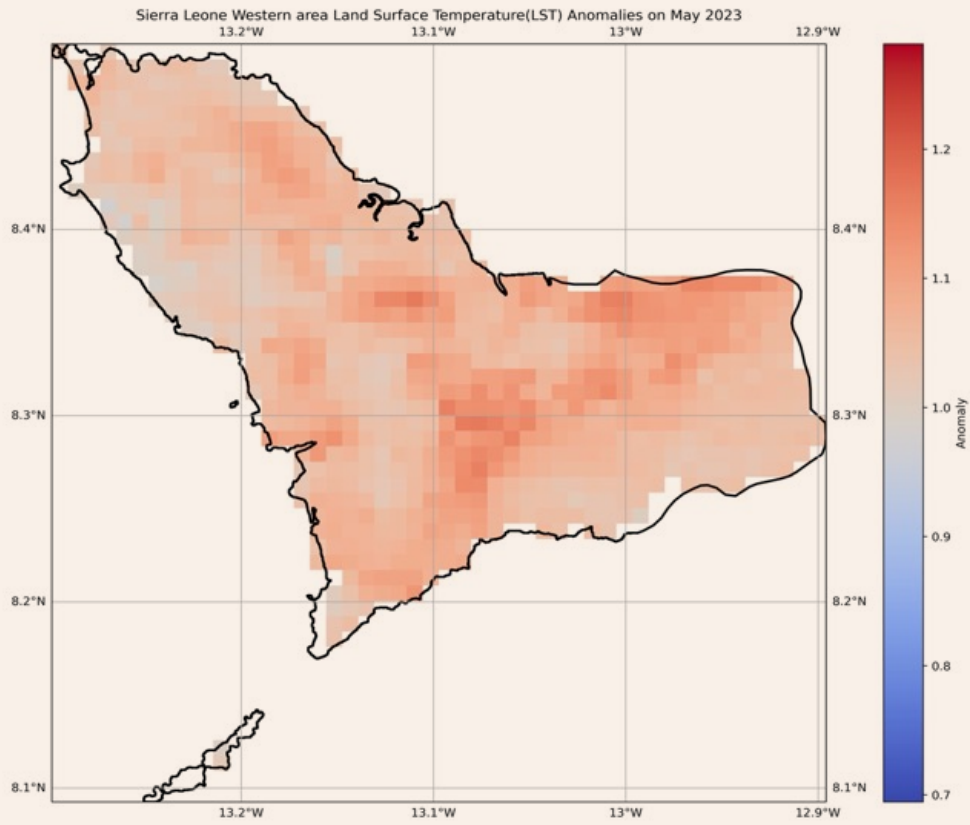 Sierra Leone Western area Land Surface Temperature(LST) Anomalies on May 2023
13.2°W 13.1°W 13°W 12.9°W
1.2
8.4°N 8.4°N
1.1
8.3°N 8.3°N
1.0
Anomaly
0.9
8.2°N 8.2°N
0.8
8.1°N 8.1°N
0.7
13.2°W 13.1°W 13°W 12.9°W